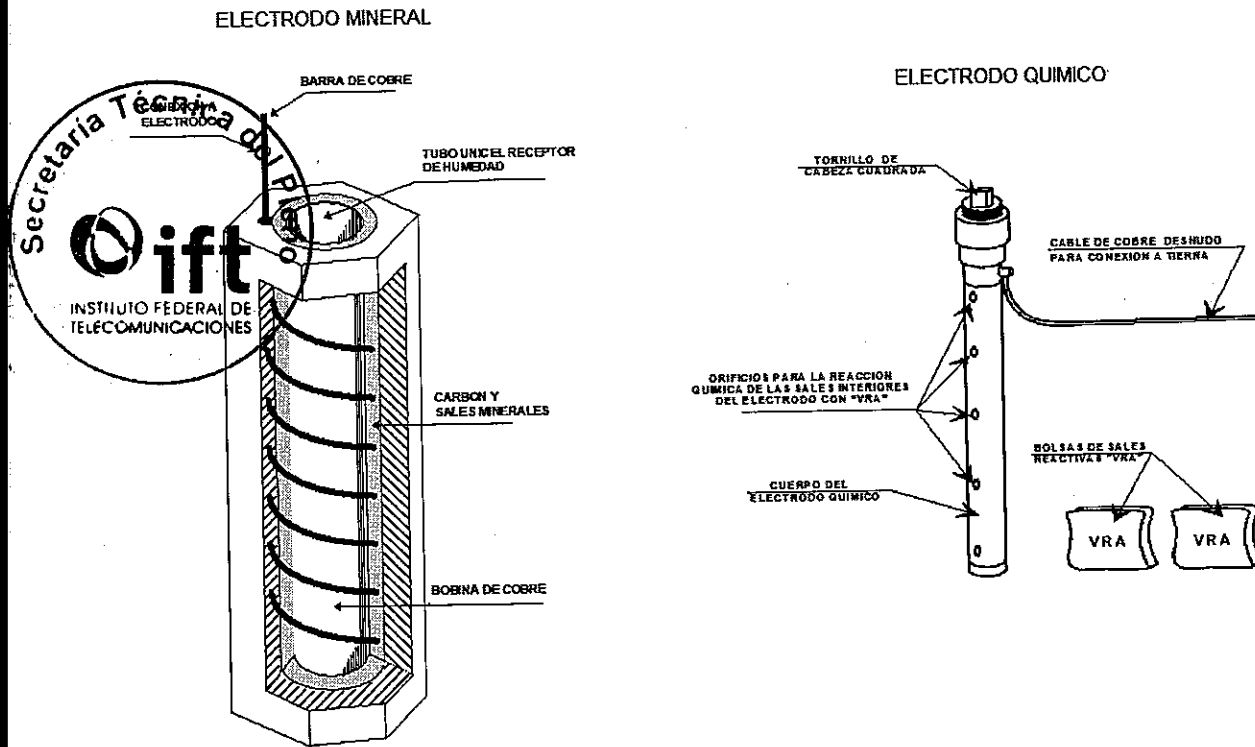 ELECTRODO MINERAL
BARRA DE COBRE
Secretaría Técnica del Pleno
CONEXION A
ELECTRODO
TUBO UNICEL RECEPTOR
DE HUMEDAD
ift
INSTITUTO FEDERAL DE
TELECOMUNICACIONES
CARBON Y
SALES MINERALES
BOBINA DE COBRE
ELECTRODO QUIMICO
TORNILLO DE
CABEZA CUADRADA
CABLE DE COBRE DESNUDO
PARA CONEXION A TIERRA
ORIFICIOS PARA LA REACCION
QUIMICA DE LAS SALES INTERIORES
DEL ELECTRODO CON "VRA"
BOLSAS DE SALES
REACTIVAS "VRA"
CUERPO DEL
ELECTRODO QUIMICO
VRA
VRA